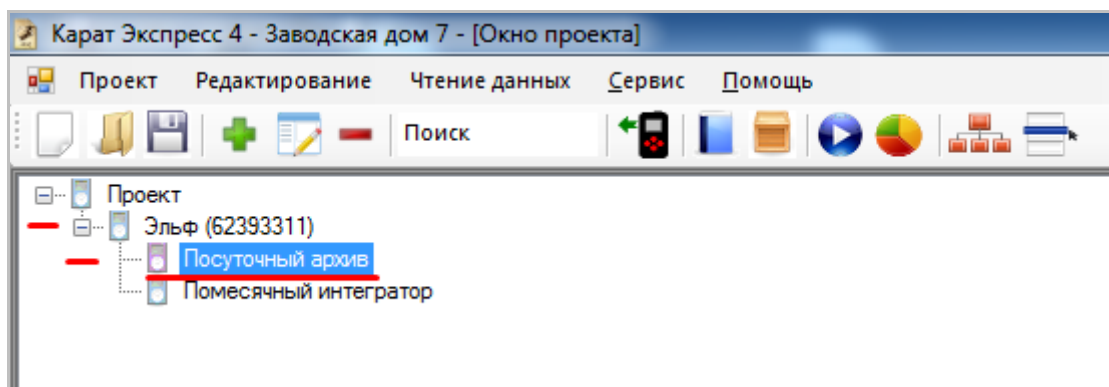 Карат Экспресс 4 - Заводская дом 7 - [Окно проекта]
Проект Редактирование Чтение данных Сервис Помощь
Поиск
Проект
Эльф (62393311)
Посуточный архив
Помесячный интегратор